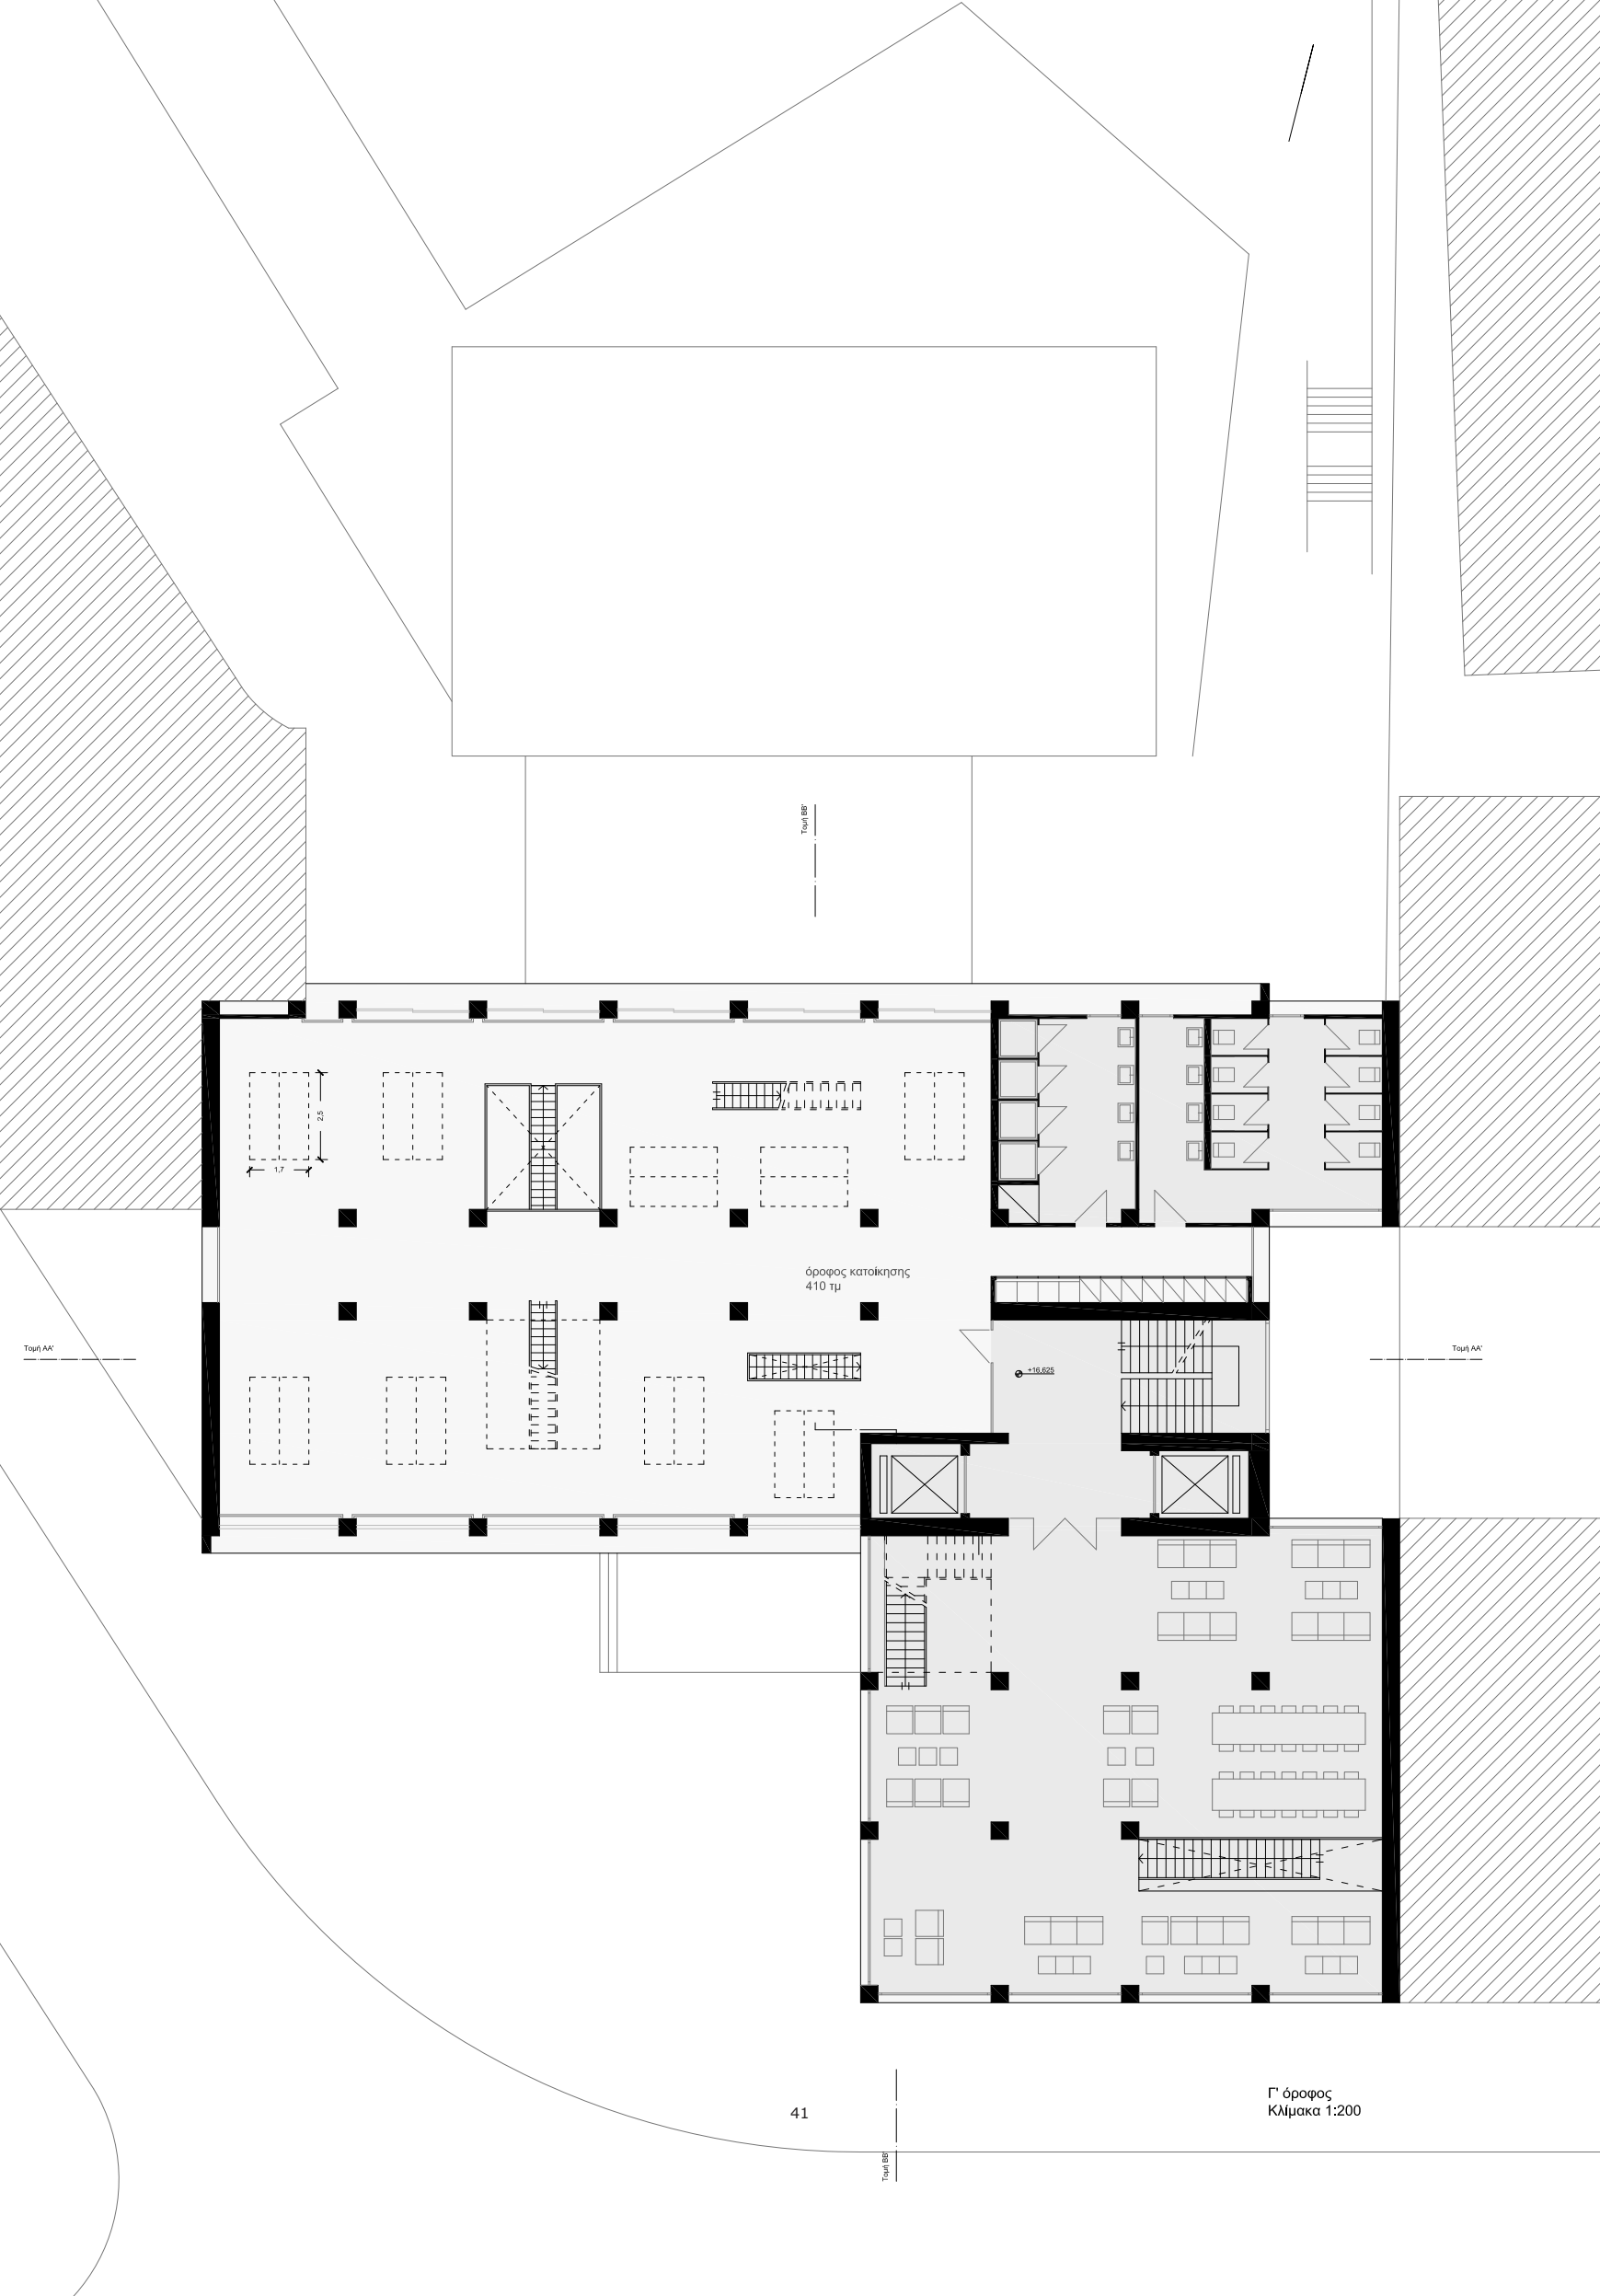 Τομή ΒΒ'
2,5
1,7
όροφος κατοίκησης
410 τμ
Τομή ΑΑ'
Τομή ΑΑ'
+16,625
Γ' όροφος
Κλίμακα 1:200
41
Τομή ΒΒ'